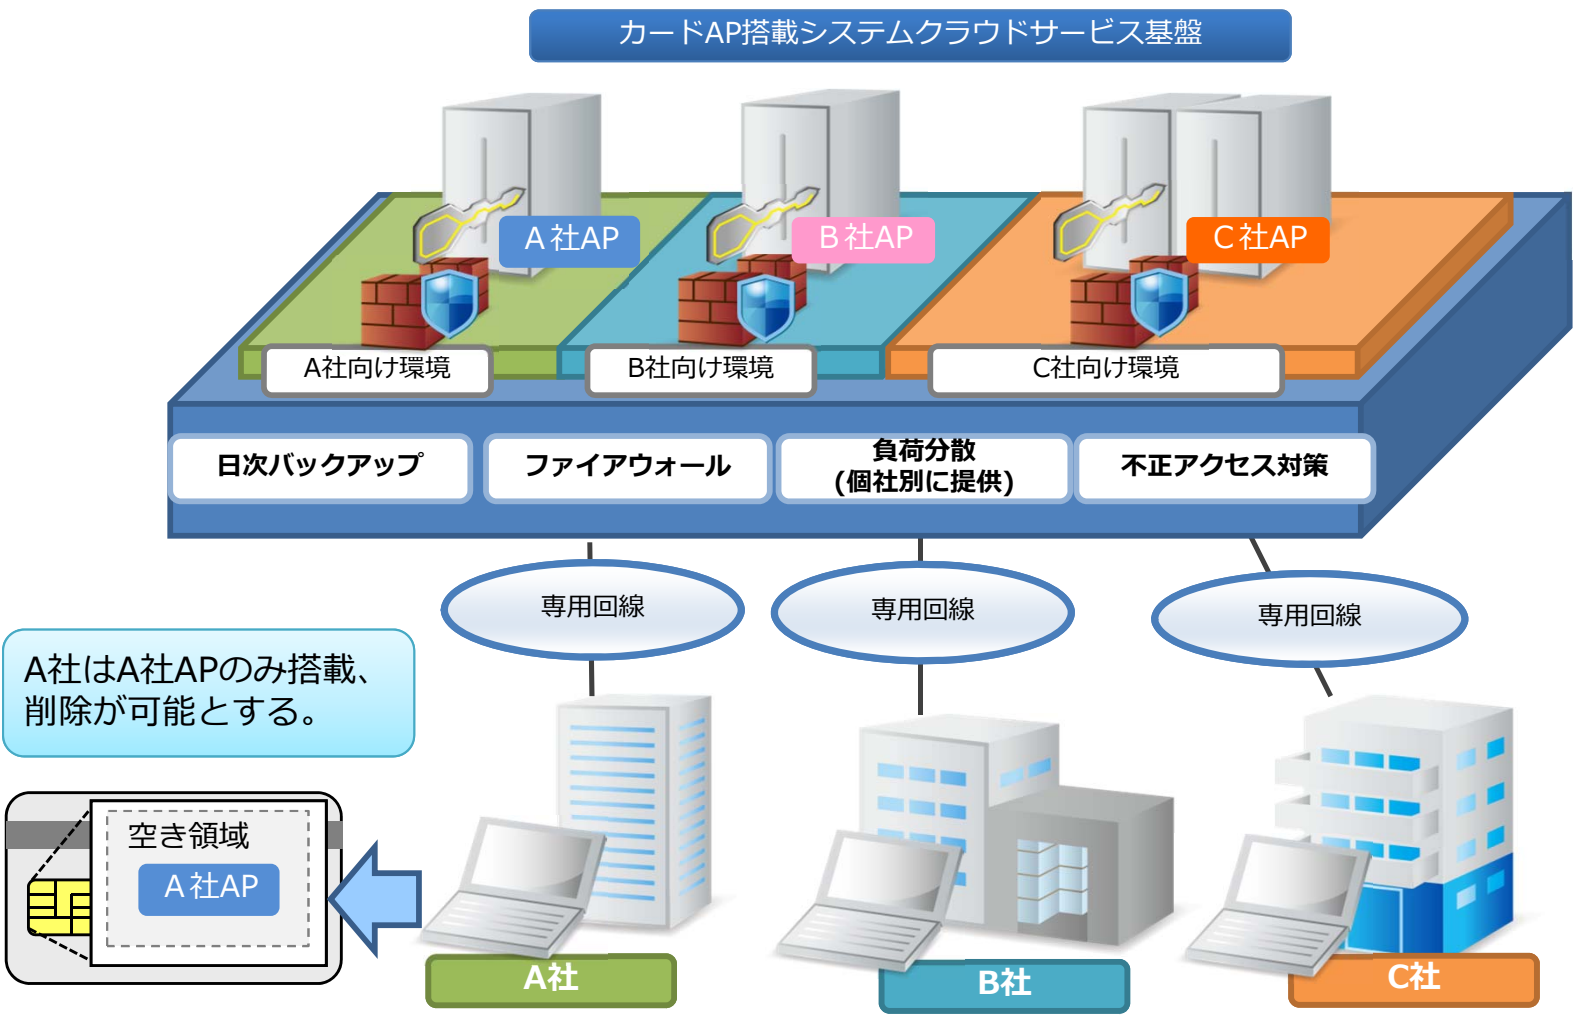 カードAP搭載システムクラウドサービス基盤
A社AP
B社AP
C社AP
A社向け環境
B社向け環境
C社向け環境
日次バックアップ
ファイアウォール
負荷分散
(個社別に提供)
不正アクセス対策
専用回線
専用回線
専用回線
A社はA社APのみ搭載、
削除が可能とする。
空き領域
A社AP
A社
B社
C社